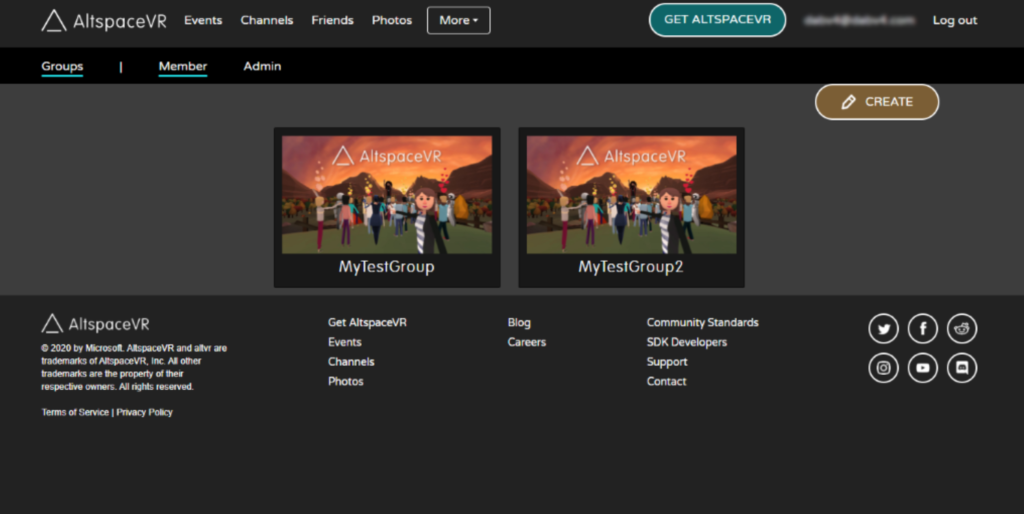 AltspaceVR Events Channels Friends Photos More GET ALTSPACEVR Log out
Groups | Member Admin
CREATE
AltspaceVR AltspaceVR
MyTestGroup MyTestGroup2
AltspaceVR
© 2020 by Microsoft. AltspaceVR and altvr are
trademarks of AltspaceVR, Inc. All other
trademarks are the property of their
respective owners. All rights reserved.
Terms of Service | Privacy Policy
Get AltspaceVR
Events
Channels
Photos
Blog
Careers
Community Standards
SDK Developers
Support
Contact